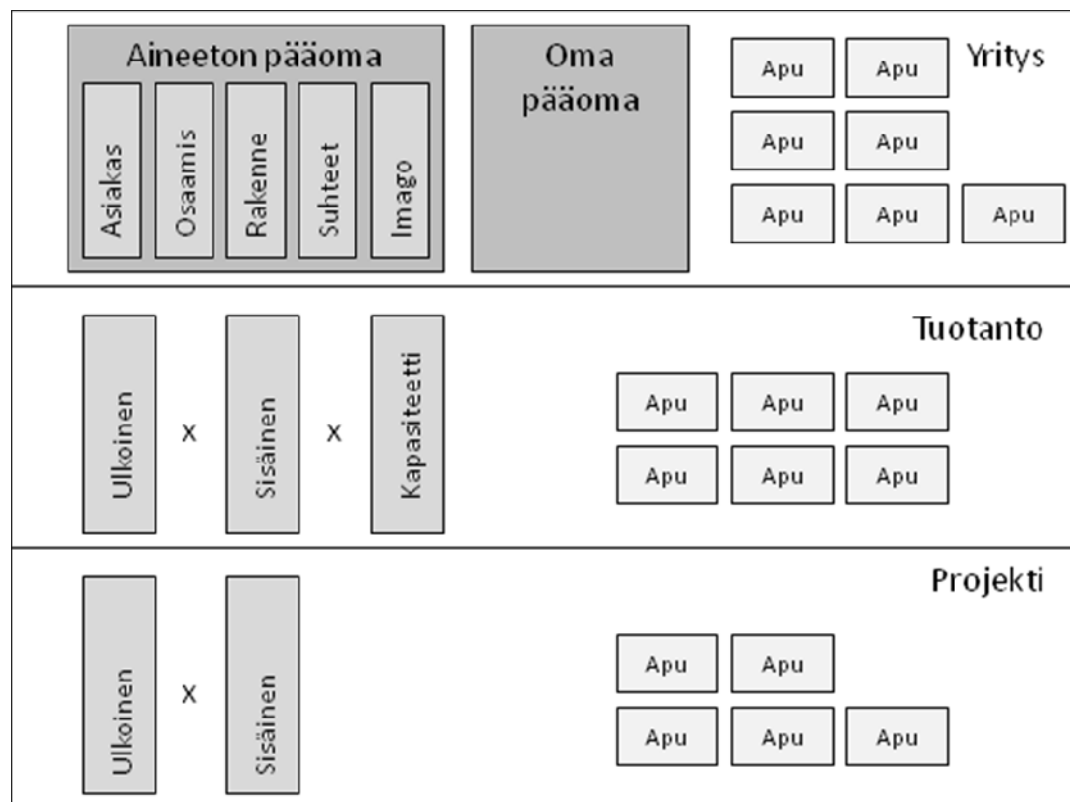 Aineeton pääoma
Asiakas
Osaamis
Rakenne
Suhteet
Imago
Oma
pääoma
Yritys
Apu Apu
Apu Apu
Apu Apu Apu
Tuotanto
Ulkoinen
x
Sisäinen
x
Kapasiteetti
Apu Apu Apu
Apu Apu Apu
Projekti
Ulkoinen
x
Sisäinen
Apu Apu
Apu Apu Apu